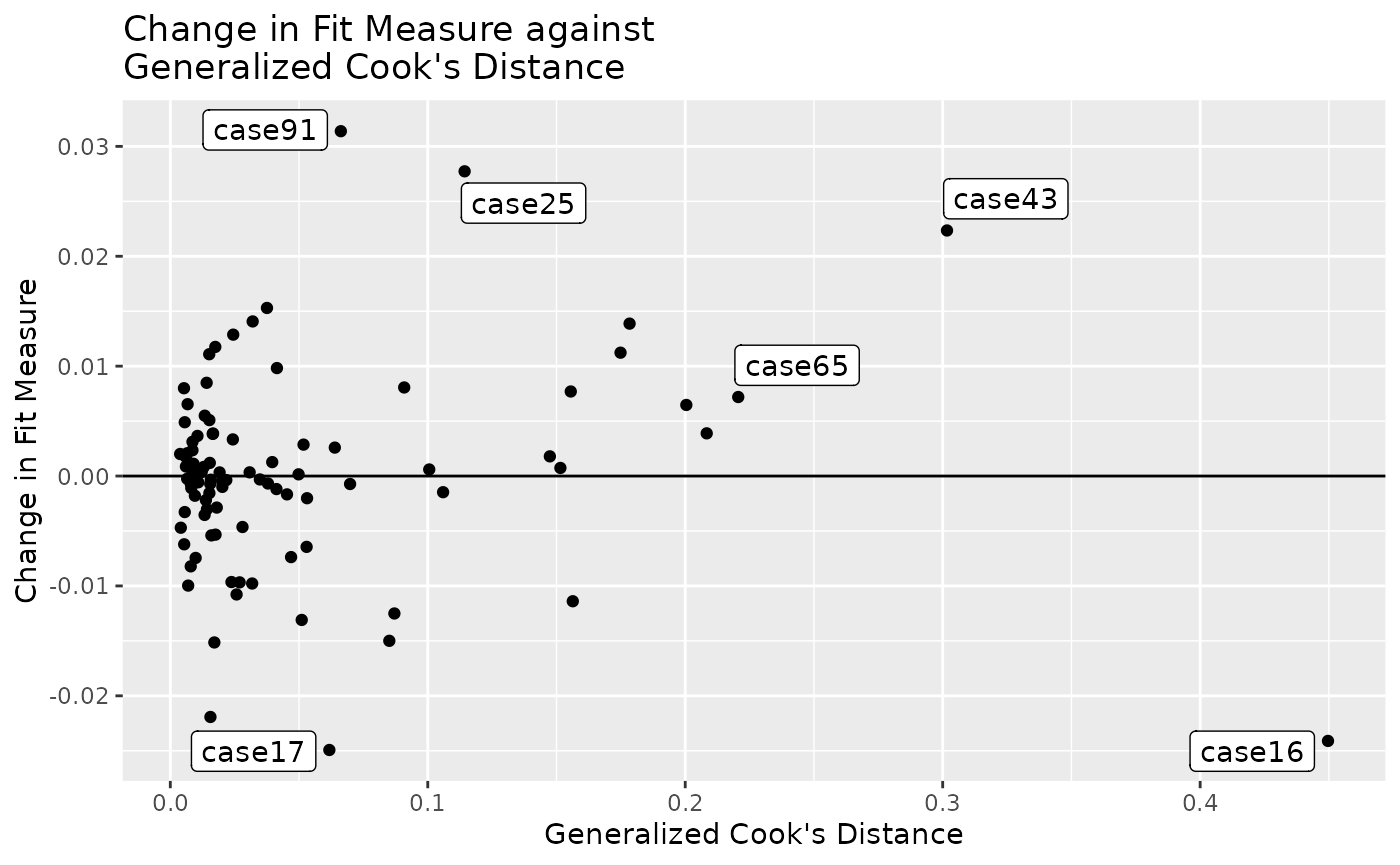 Change in Fit Measure against
Generalized Cook's Distance
case91
case25
case43
case65
case17
case16
0.03
0.02
0.01
0.00
-0.01
-0.02
Change in Fit Measure
0.0
0.1
0.2
0.3
0.4
Generalized Cook's Distance